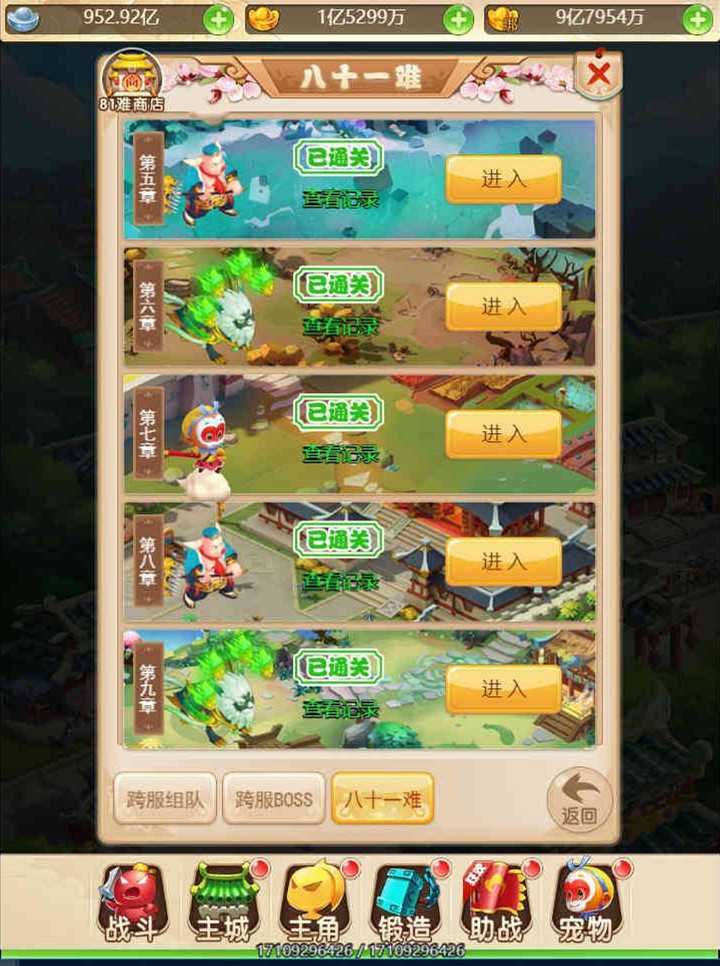 952.92亿
1亿5299万
9亿7954万
八十一难
81难商店
第五章
已通关
查看记录
进入
第六章
已通关
查看记录
进入
第七章
已通关
查看记录
进入
第八章
已通关
查看记录
进入
第九章
已通关
查看记录
进入
跨服组队
跨服BOSS
八十一难
返回
战斗
主城
主角
锻造
助战
宠物
17109296426 / 17109296426